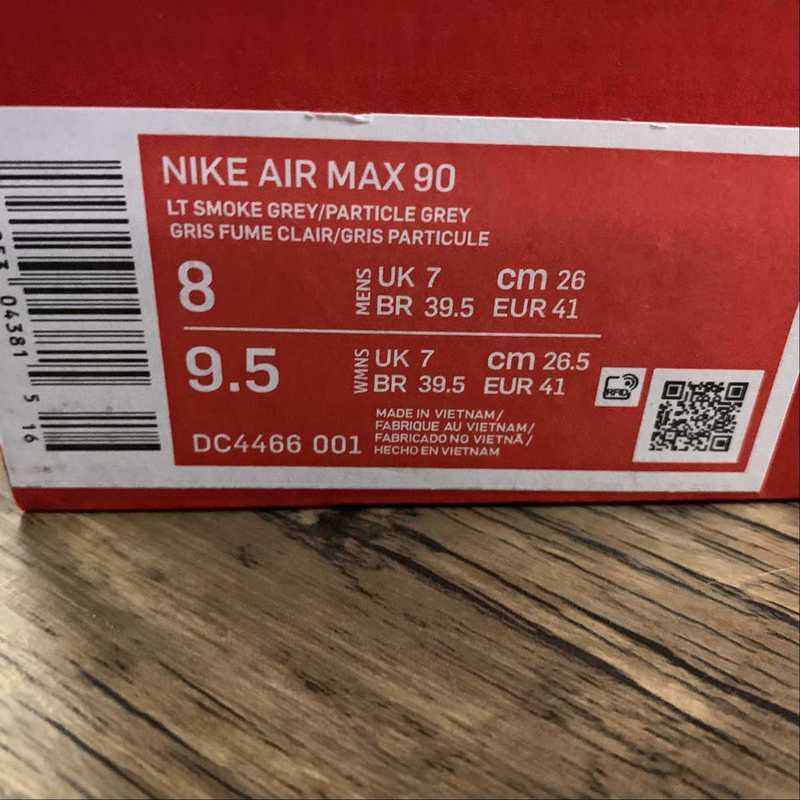 NIKE AIR MAX 90
LT SMOKE GREY/PARTICLE GREY
GRIS FUME CLAIR/GRIS PARTICULE
8 MENS UK 7 cm 26
BR 39.5 EUR 41
9.5 WMNS UK 7 cm 26.5
BR 39.5 EUR 41
RFID
MADE IN VIETNAM/
FABRIQUE AU VIETNAM/
FABRICADO NO VIETNÃ/
HECHO EN VIETNAM
DC4466 001
04381 5 16